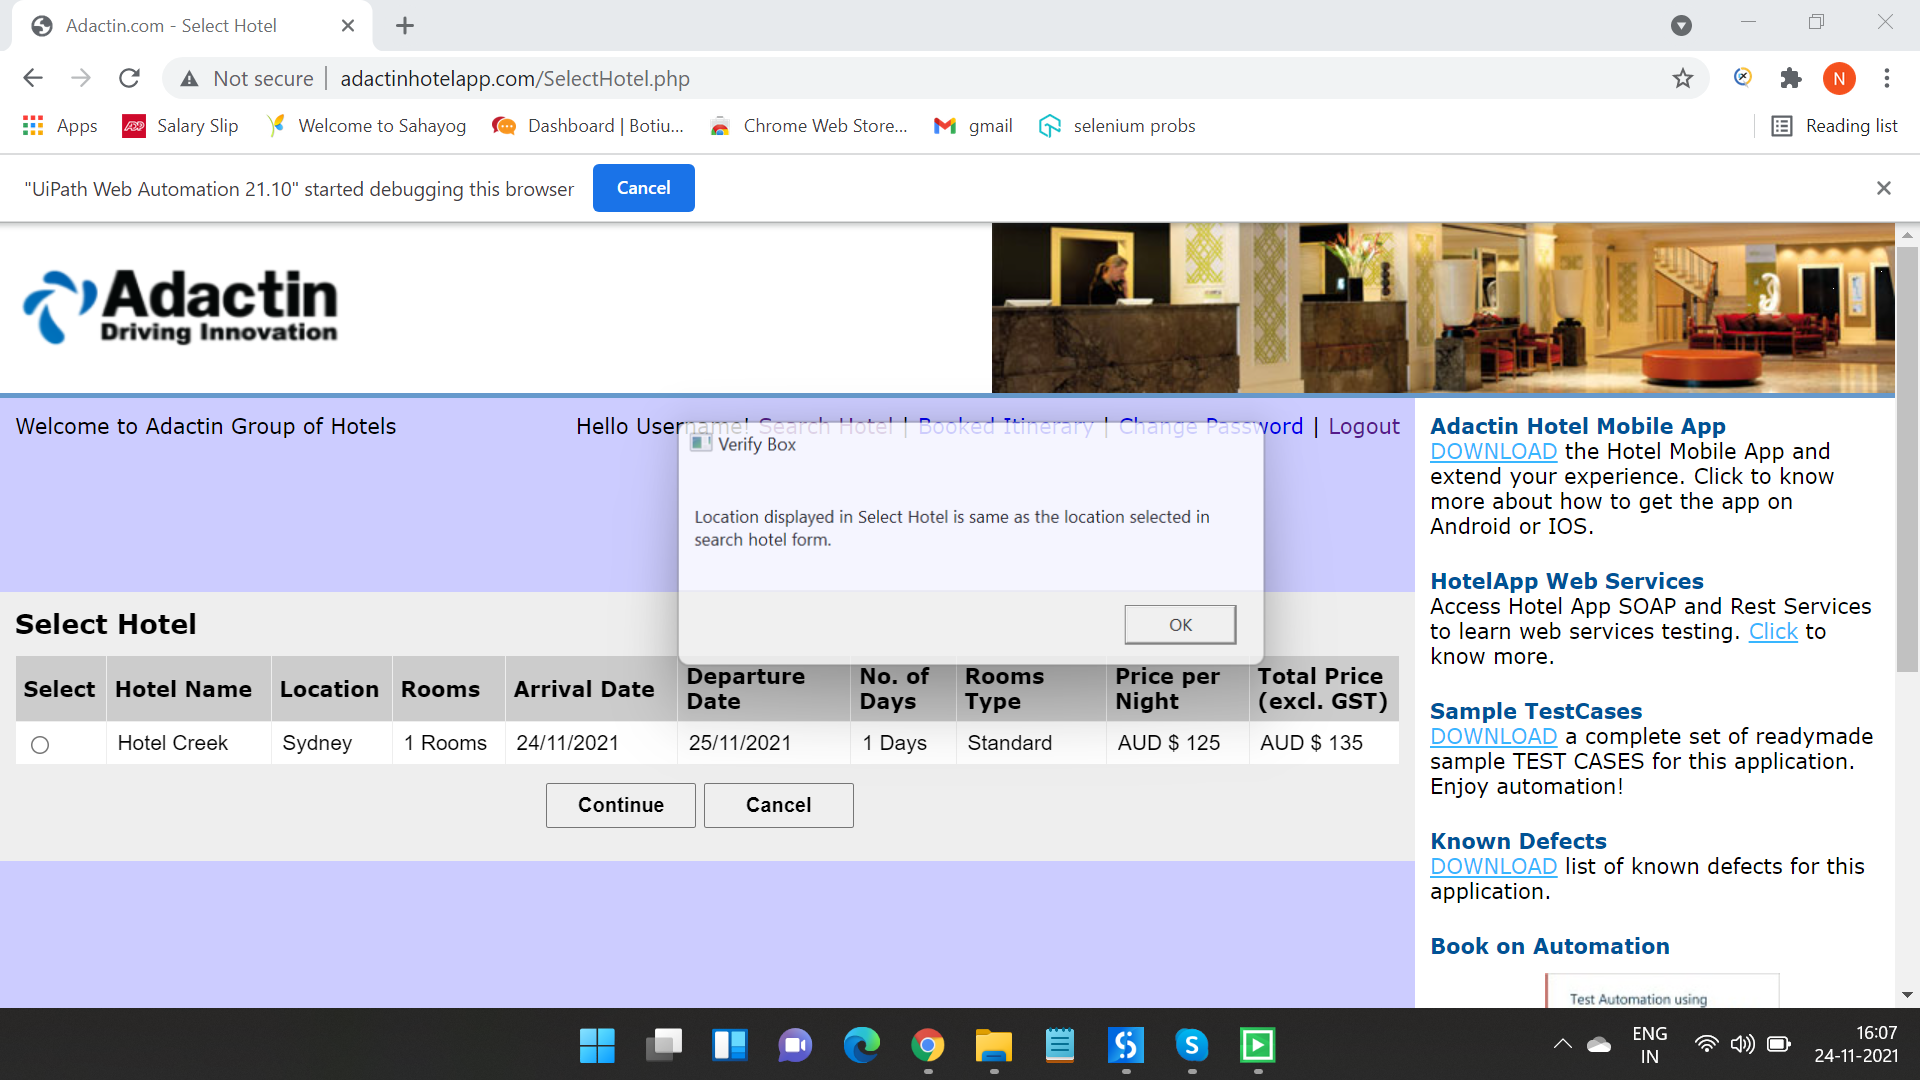 Adactin.com - Select Hotel
Not secure | adactinhotelapp.com/SelectHotel.php
N
Apps
ADP
Salary Slip
Welcome to Sahayog
Dashboard | Botiu...
Chrome Web Store...
gmail
selenium probs
Reading list
"UiPath Web Automation 21.10" started debugging this browser
Cancel
Adactin
Driving Innovation
Welcome to Adactin Group of Hotels
Hello Username! Search Hotel | Booked Itinerary | Change Password | Logout
Verify Box
Location displayed in Select Hotel is same as the location selected in
search hotel form.
OK
Select Hotel
Select Hotel Name Location Rooms Arrival Date Departure Date No. of Days Rooms Type Price per Night Total Price (excl. GST)
Hotel Creek Sydney 1 Rooms 24/11/2021 25/11/2021 1 Days Standard AUD $ 125 AUD $ 135
Continue
Cancel
Adactin Hotel Mobile App
DOWNLOAD the Hotel Mobile App and
extend your experience. Click to know
more about how to get the app on
Android or IOS.
HotelApp Web Services
Access Hotel App SOAP and Rest Services
to learn web services testing. Click to
know more.
Sample TestCases
DOWNLOAD a complete set of readymade
sample TEST CASES for this application.
Enjoy automation!
Known Defects
DOWNLOAD list of known defects for this
application.
Book on Automation
Test Automation using
S
ENG
IN
16:07
24-11-2021